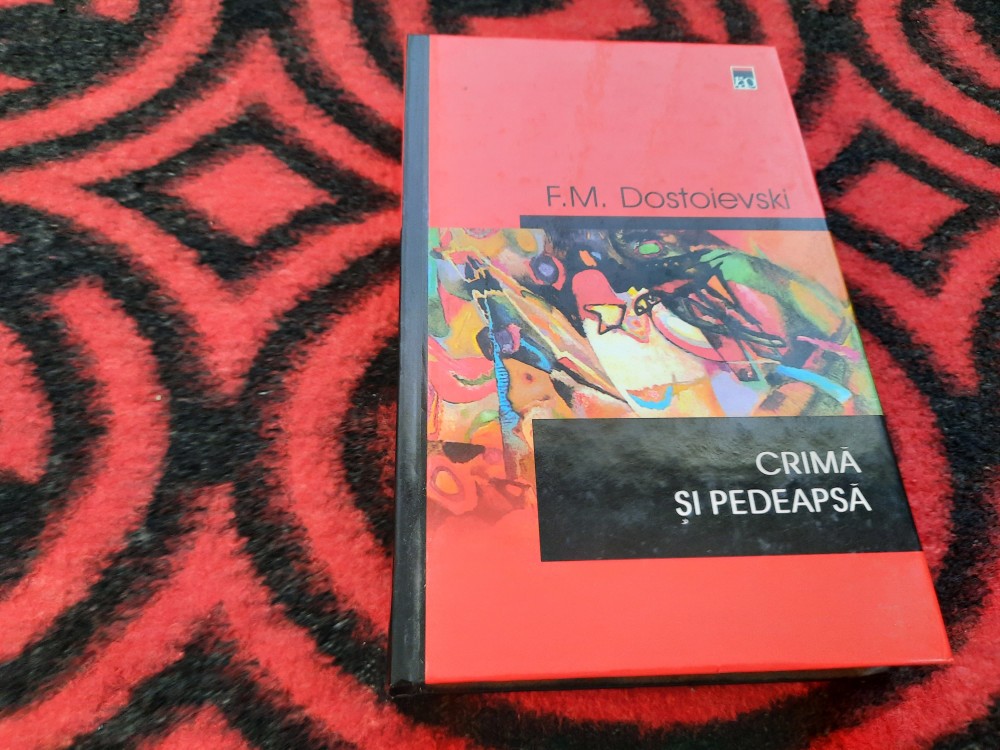 F.M. Dostoievski
CRIMĂ
ȘI PEDEAPSĂ